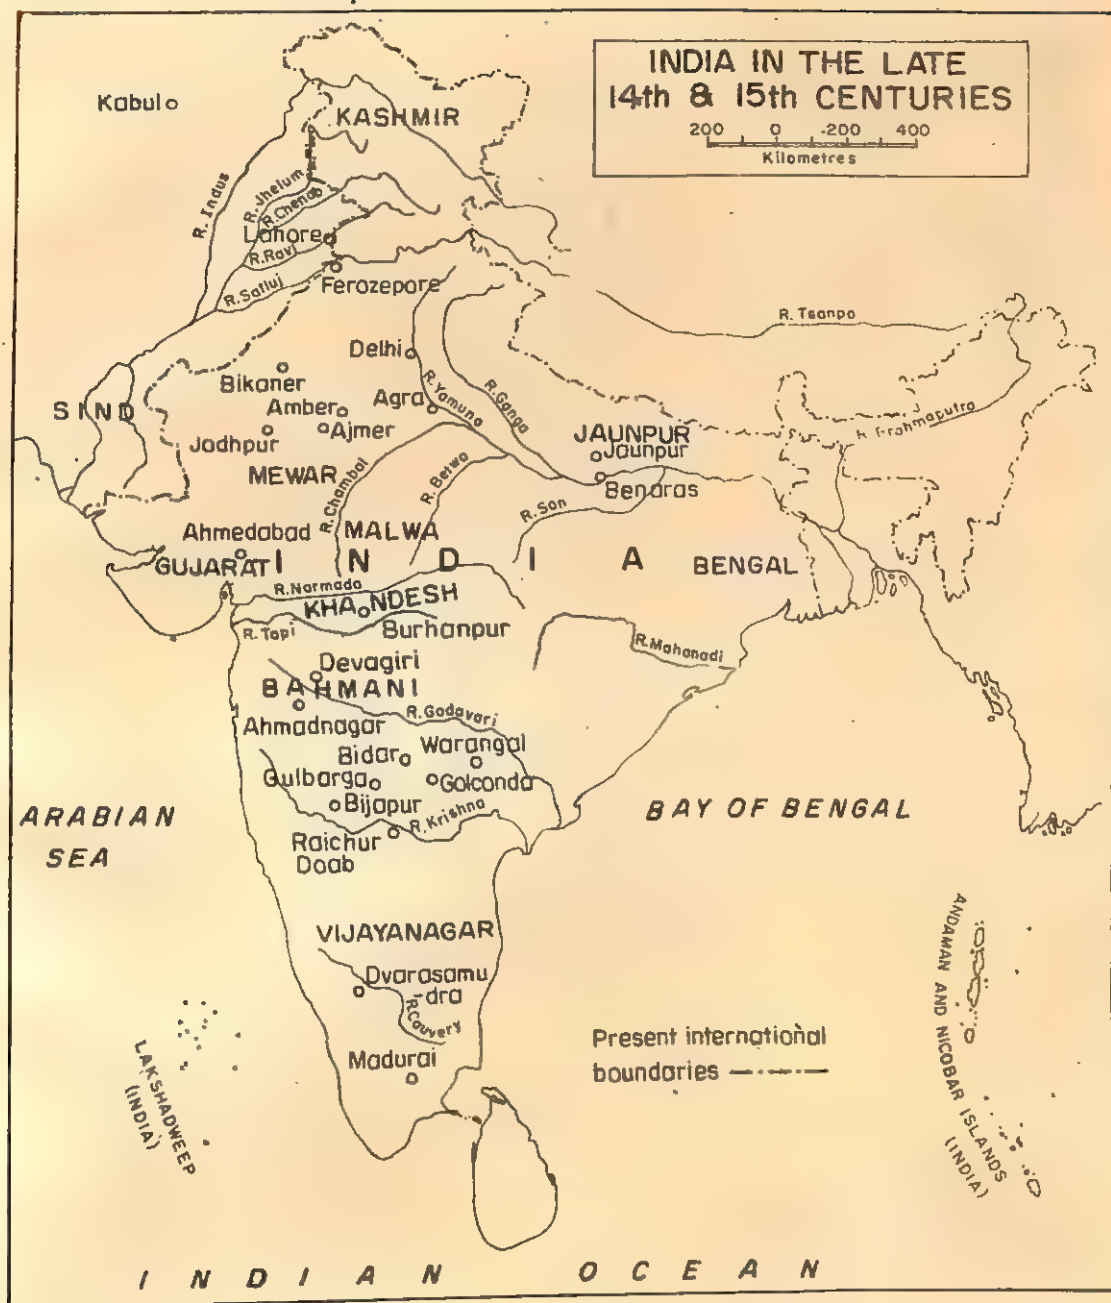 INDIA IN THE LATE
14th & 15th CENTURIES
200 0 200 400
Kilometres
Kabul
KASHMIR
R. Indus
R. Jhelum
R. Chenab
Lahore
R. Ravi
R. Satluj
Ferozepore
R. Tsanpo
Delhi
Bikaner
SIND
Amber
Agra
R. Yamuna
R. Ganga
R. Brahmaputra
Jodhpur
Ajmer
JAUNPUR
Jaunpur
MEWAR
R. Chambal
R. Betwa
Benaras
R. Son
Ahmedabad
MALWA
GUJARAT
INDIA
BENGAL
R. Narmada
KHANDESH
R. Tapi
Burhanpur
R. Mahanadi
Devagiri
BAHMANI
R. Godavari
Ahmadnagar
Bidar
Warangal
Gulbarga
Golconda
Bijapur
R. Krishna
Raichur
Doab
ARABIAN
SEA
BAY OF BENGAL
VIJAYANAGAR
Dvarasamu
-dra
R. Cauvery
Madurai
Present international
boundaries
LAKSHADWEEP
(INDIA)
ANDAMAN AND NICOBAR ISLANDS
(INDIA)
INDIAN OCEAN